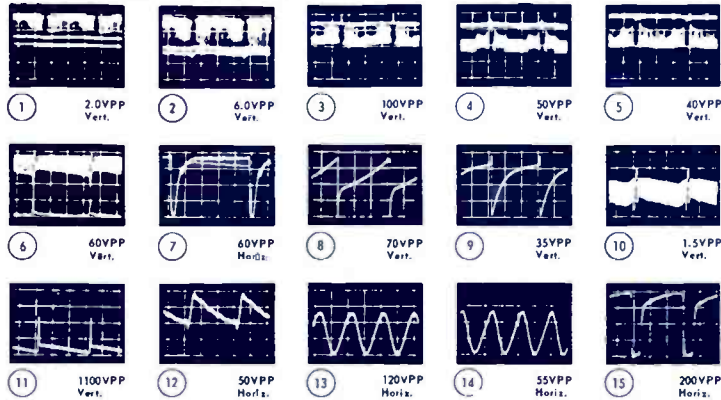 1 2.0VPP
Vert.
2 6.0VPP
Vert.
3 100VPP
Vert.
4 50VPP
Vert.
5 40VPP
Vert.
6 60VPP
Vert.
7 60VPP
Horiz.
8 70VPP
Vert.
9 35VPP
Vert.
10 1.5VPP
Vert.
11 1100VPP
Vert.
12 50VPP
Horiz.
13 120VPP
Horiz.
14 55VPP
Horiz.
15 200VPP
Horiz.